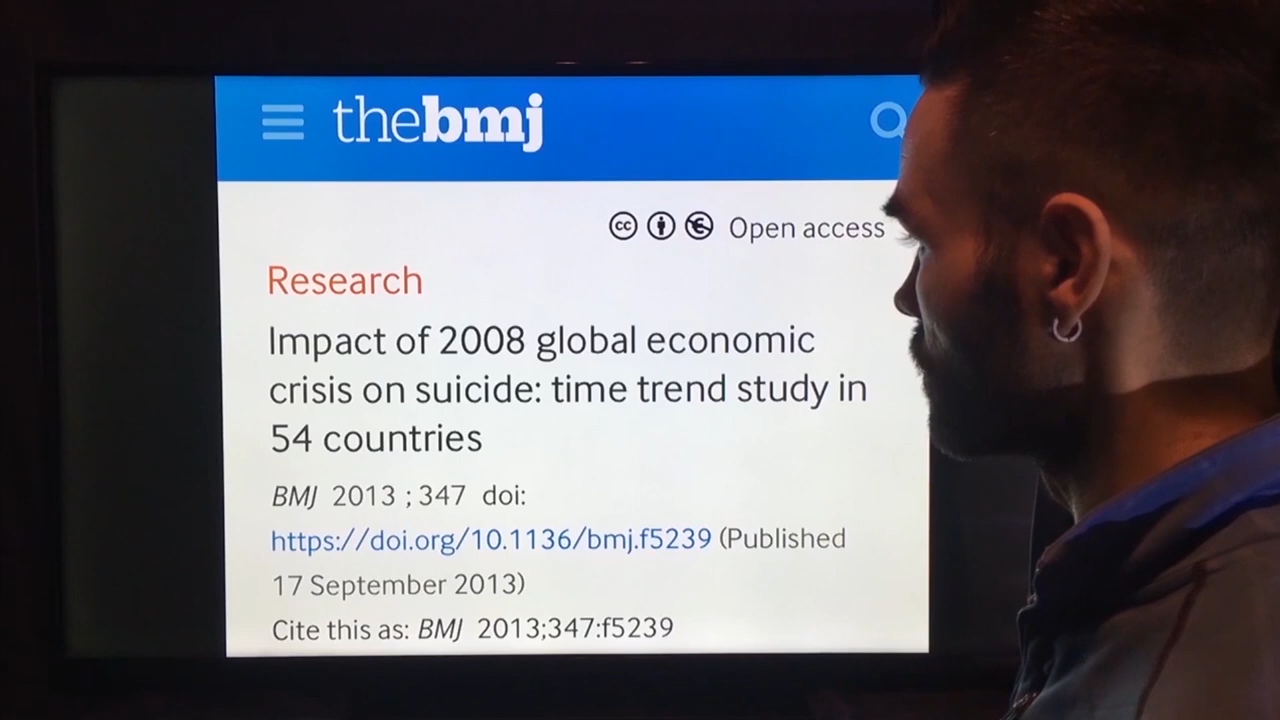 thebmj
Open access
Research
Impact of 2008 global economic
crisis on suicide: time trend study in
54 countries
BMJ 2013 ; 347 doi:
https://doi.org/10.1136/bmj.f5239 (Published
17 September 2013)
Cite this as: BMJ 2013;347:f5239